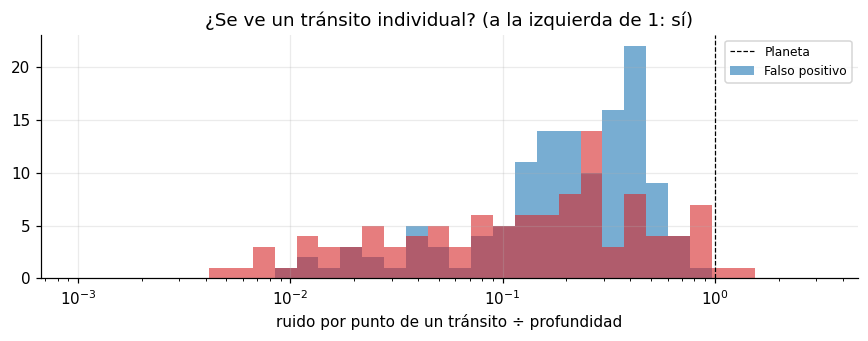 ¿Se ve un tránsito individual? (a la izquierda de 1: sí)
Planeta
Falso positivo
20
15
10
5
0
10⁻³
10⁻²
10⁻¹
10⁰
ruido por punto de un tránsito ÷ profundidad